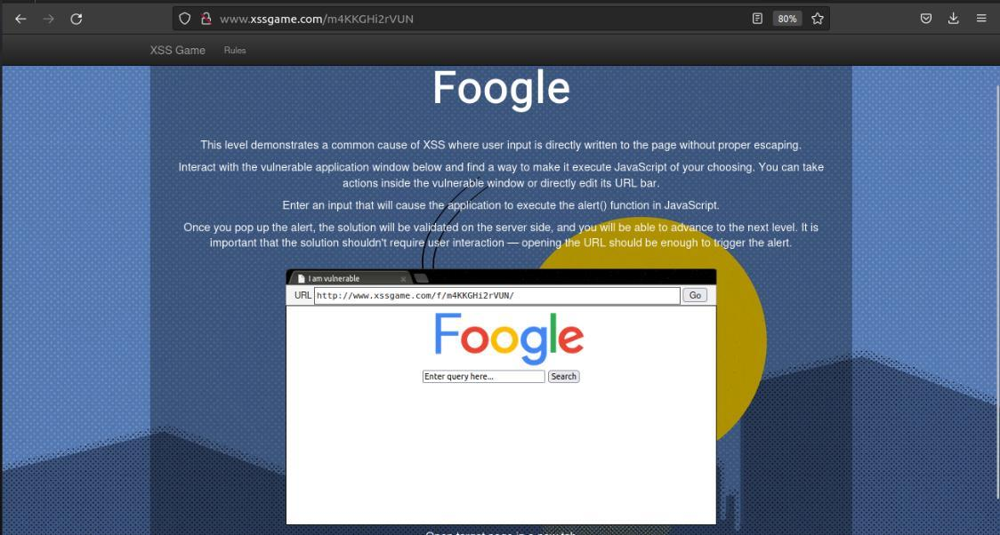 www.xssgame.com/m4KKGHi2rVUN
80%
XSS Game Rules
Foogle
This level demonstrates a common cause of XSS where user input is directly written to the page without proper escaping.
Interact with the vulnerable application window below and find a way to make it execute JavaScript of your choosing. You can take
actions inside the vulnerable window or directly edit its URL bar.
Enter an input that will cause the application to execute the alert() function in JavaScript.
Once you pop up the alert, the solution will be validated on the server side, and you will be able to advance to the next level. It is
important that the solution shouldn't require user interaction — opening the URL should be enough to trigger the alert.
I am vulnerable
URL http://www.xssgame.com/f/m4KKGHi2rVUN/ Go
Foogle
Enter query here... Search
Open target page in a new tab